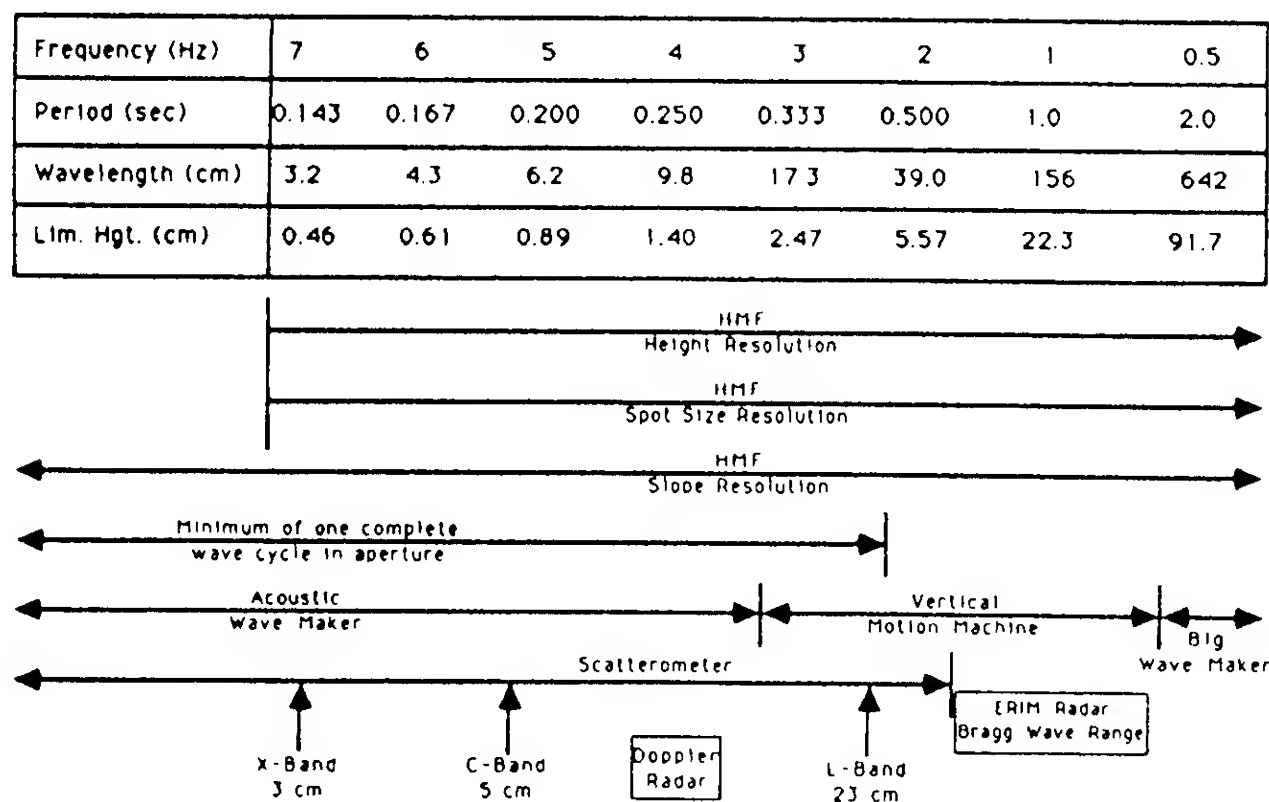 Frequency (Hz) 7 6 5 4 3 2 1 0.5
Period (sec) 0.143 0.167 0.200 0.250 0.333 0.500 1.0 2.0
Wavelength (cm) 3.2 4.3 6.2 9.8 17 3 39.0 156 642
Lim. Hgt. (cm) 0.46 0.61 0.89 1.40 2.47 5.57 22.3 91.7
HMF
Height Resolution
HMF
Spot Size Resolution
HMF
Slope Resolution
Minimum of one complete
wave cycle in aperture
Acoustic
Wave Maker
Vertical
Motion Machine
Big
Wave Maker
Scatterometer
ERIM Radar
Bragg Wave Range
X-Band
3 cm
C-Band
5 cm
Doppler
Radar
L-Band
23 cm